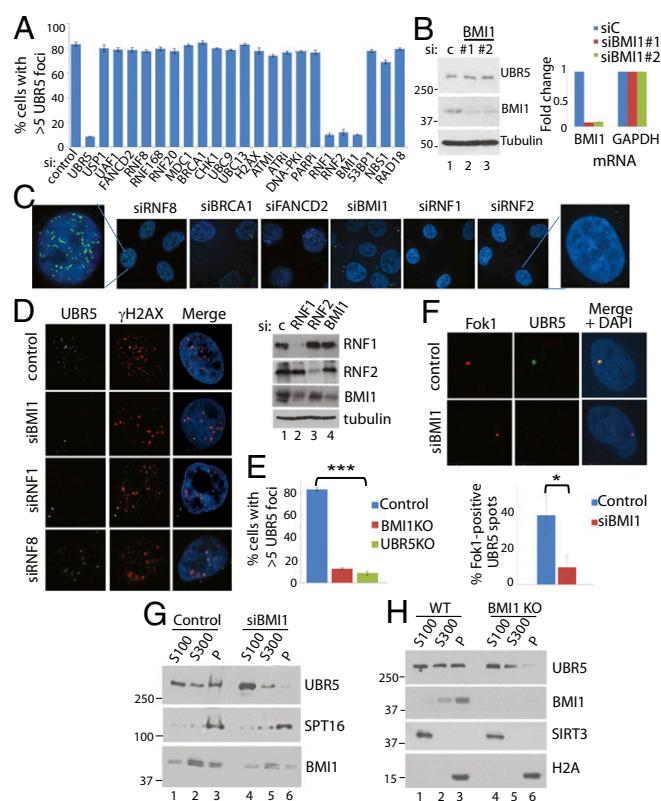 A
% cells with
>5 UBR5 foci
100
80
60
40
20
0
si:
control
UBR5
USP1
UAF1
FANCD2
RNF8
RNF168
RNF20
MDC1
BRCA1
CHK1
UBC9
UBC13
H2AX
ATMi
ATRi
DNA-PKi
PARPi
RNF1
RNF2
BMI1
53BP1
NBS1
RAD18
B
BMI1
si: c #1 #2
UBR5
250
BMI1
37
50
Tubulin
1 2 3
siC
siBMI1#1
siBMI1#2
Fold change
1
0.5
0
BMI1 GAPDH
mRNA
C
siRNF8 siBRCA1 siFANCD2 siBMI1 siRNF1 siRNF2
D
UBR5 γH2AX Merge
control
siBMI1
siRNF1
siRNF8
si: c RNF1 RNF2 BMI1
RNF1
RNF2
BMI1
tubulin
1 2 3 4
E
% cells with
>5 UBR5 foci
80
60
40
20
0
***
Control
BMI1KO
UBR5KO
F
Fok1 UBR5 Merge
+ DAPI
control
siBMI1
% Fok1-positive
UBR5 spots
60
40
20
0
*
Control
siBMI1
G
Control siBMI1
S100 S300 P S100 S300 P
UBR5
250
SPT16
100
BMI1
37
1 2 3 4 5 6
H
WT BMI1 KO
S100 S300 P S100 S300 P
UBR5
250
BMI1
37
SIRT3
37
H2A
15
1 2 3 4 5 6